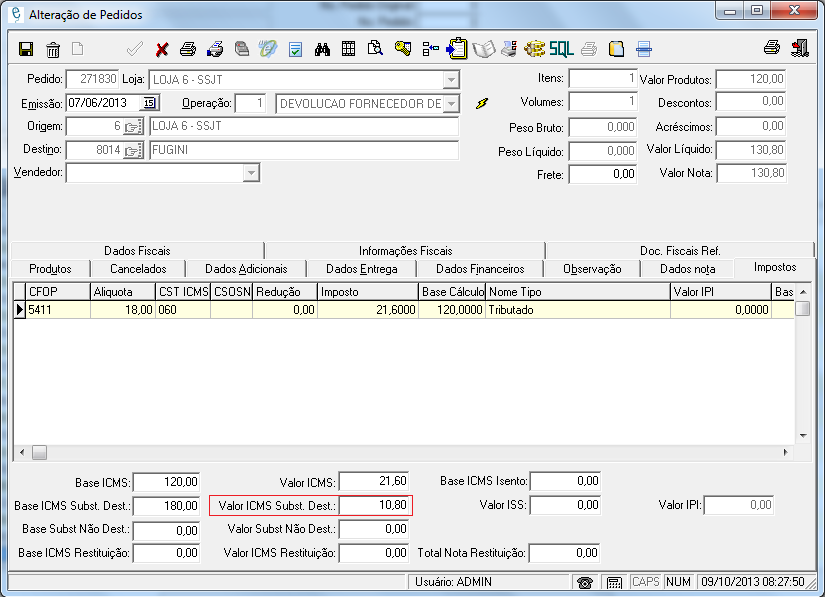 Alteração de Pedidos
SQL
Pedido: 271830 Loja: LOJA 6 - SSJT
Itens: 1 Valor Produtos: 120,00
Emissão: 07/06/2013 15 Operação: 1 DEVOLUCAO FORNECEDOR DE
Volumes: 1 Descontos: 0,00
Origem: 6 LOJA 6 - SSJT
Peso Bruto: 0,000 Acréscimos: 0,00
Destino: 8014 FUGINI
Peso Líquido: 0,000 Valor Líquido: 130,80
Vendedor:
Frete: 0,00 Valor Nota: 130,80
Dados Fiscais Informações Fiscais Doc. Fiscais Ref.
Produtos Cancelados Dados Adicionais Dados Entrega Dados Financeiros Observação Dados nota Impostos
CFOP Aliquota CST ICMS CSOSN Redução Imposto Base Cálculo Nome Tipo Valor IPI Bas
5411 18,00 060 0,00 21,6000 120,0000 Tributado 0,0000
Base ICMS: 120,00 Valor ICMS: 21,60 Base ICMS Isento: 0,00
Base ICMS Subst. Dest.: 180,00 Valor ICMS Subst. Dest.: 10,80 Valor ISS: 0,00 Valor IPI: 0,00
Base Subst Não Dest.: 0,00 Valor Subst Não Dest.: 0,00
Base ICMS Restituição: 0,00 Valor ICMS Restituição: 0,00 Total Nota Restituição: 0,00
Usuário: ADMIN CAPS NUM 09/10/2013 08:27:50